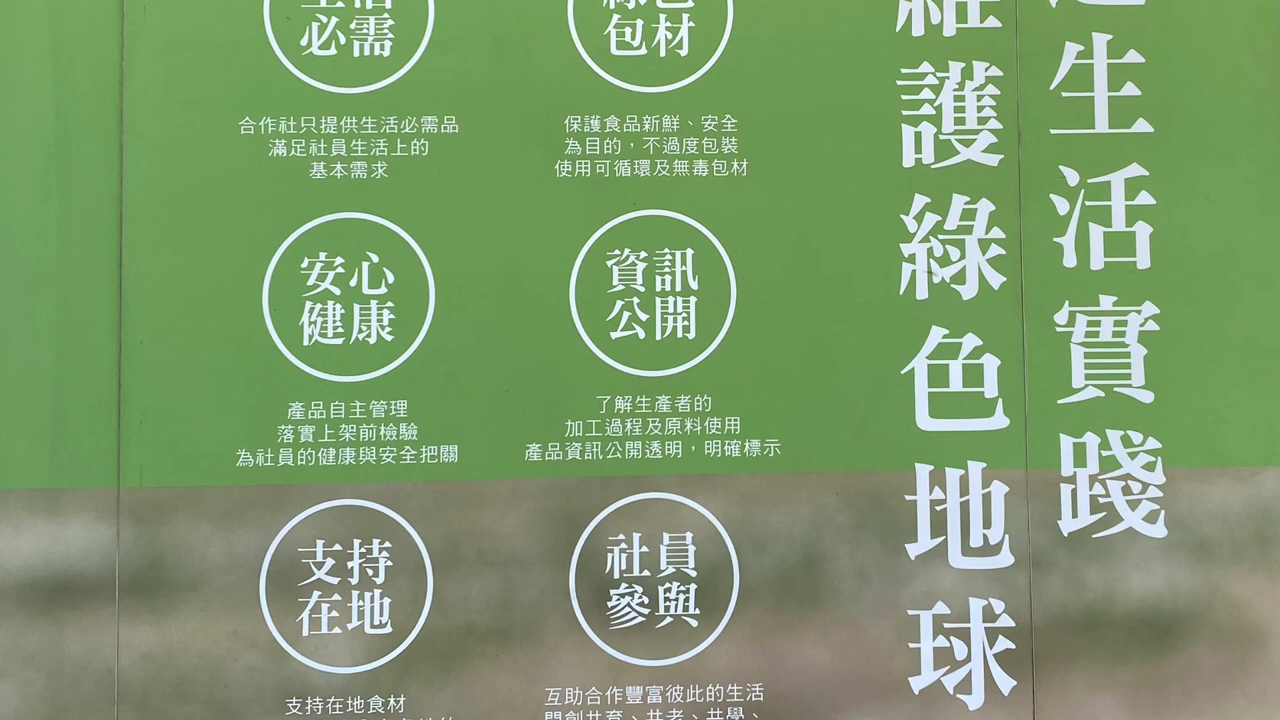 生活實踐
維護綠色地球
生活
必需
合作社只提供生活必需品
滿足社員生活上的
基本需求
綠色
包材
保護食品新鮮、安全
為目的，不過度包裝
使用可循環及無毒包材
安心
健康
產品自主管理
落實上架前檢驗
為社員的健康與安全把關
資訊
公開
了解生產者的
加工過程及原料使用
產品資訊公開透明，明確標示
支持
在地
支持在地食材
社員
參與
互助合作豐富彼此的生活
開創共育、共老、共學、